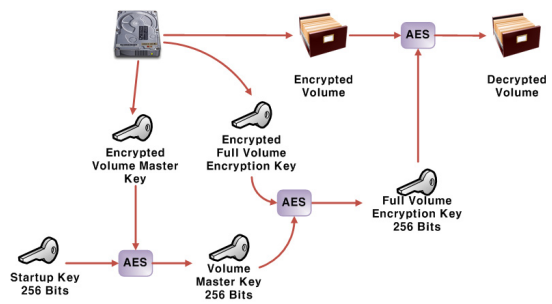 AES
Encrypted
Volume
Decrypted
Volume
Encrypted
Volume Master
Key
Encrypted
Full Volume
Encryption Key
AES
Full Volume
Encryption Key
256 Bits
AES
Startup Key
256 Bits
Volume
Master Key
256 Bits